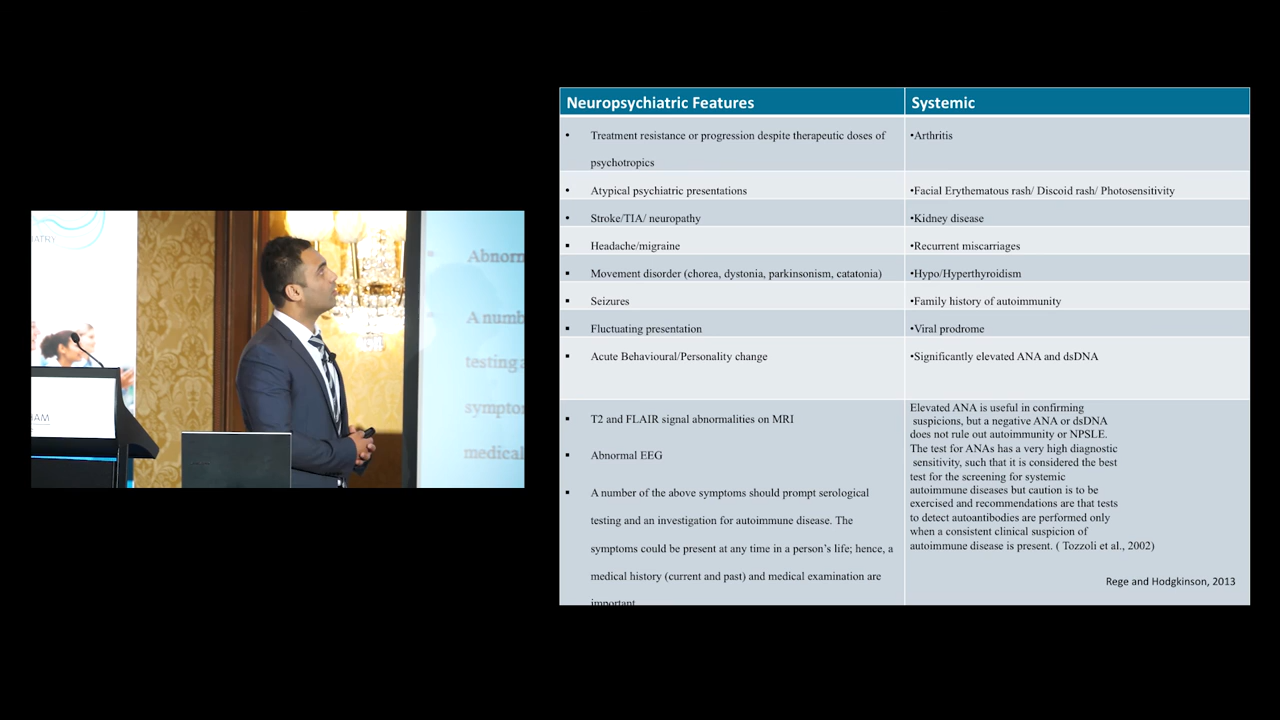 IATRY
HAM
Abnorm
A numb
testing
sympto
medical
Neuropsychiatric Features
Systemic
▪ Treatment resistance or progression despite therapeutic doses of
psychotropics
•Arthritis
▪ Atypical psychiatric presentations
•Facial Erythematous rash/ Discoid rash/ Photosensitivity
▪ Stroke/TIA/ neuropathy
•Kidney disease
▪ Headache/migraine
•Recurrent miscarriages
▪ Movement disorder (chorea, dystonia, parkinsonism, catatonia)
•Hypo/Hyperthyroidism
▪ Seizures
•Family history of autoimmunity
▪ Fluctuating presentation
•Viral prodrome
▪ Acute Behavioural/Personality change
•Significantly elevated ANA and dsDNA
▪ T2 and FLAIR signal abnormalities on MRI
▪ Abnormal EEG
▪ A number of the above symptoms should prompt serological
testing and an investigation for autoimmune disease. The
symptoms could be present at any time in a person's life; hence, a
medical history (current and past) and medical examination are
important
Elevated ANA is useful in confirming
suspicions, but a negative ANA or dsDNA
does not rule out autoimmunity or NPSLE.
The test for ANAs has a very high diagnostic
sensitivity, such that it is considered the best
test for the screening for systemic
autoimmune diseases but caution is to be
exercised and recommendations are that tests
to detect autoantibodies are performed only
when a consistent clinical suspicion of
autoimmune disease is present. ( Tozzoli et al., 2002)
Rege and Hodgkinson, 2013